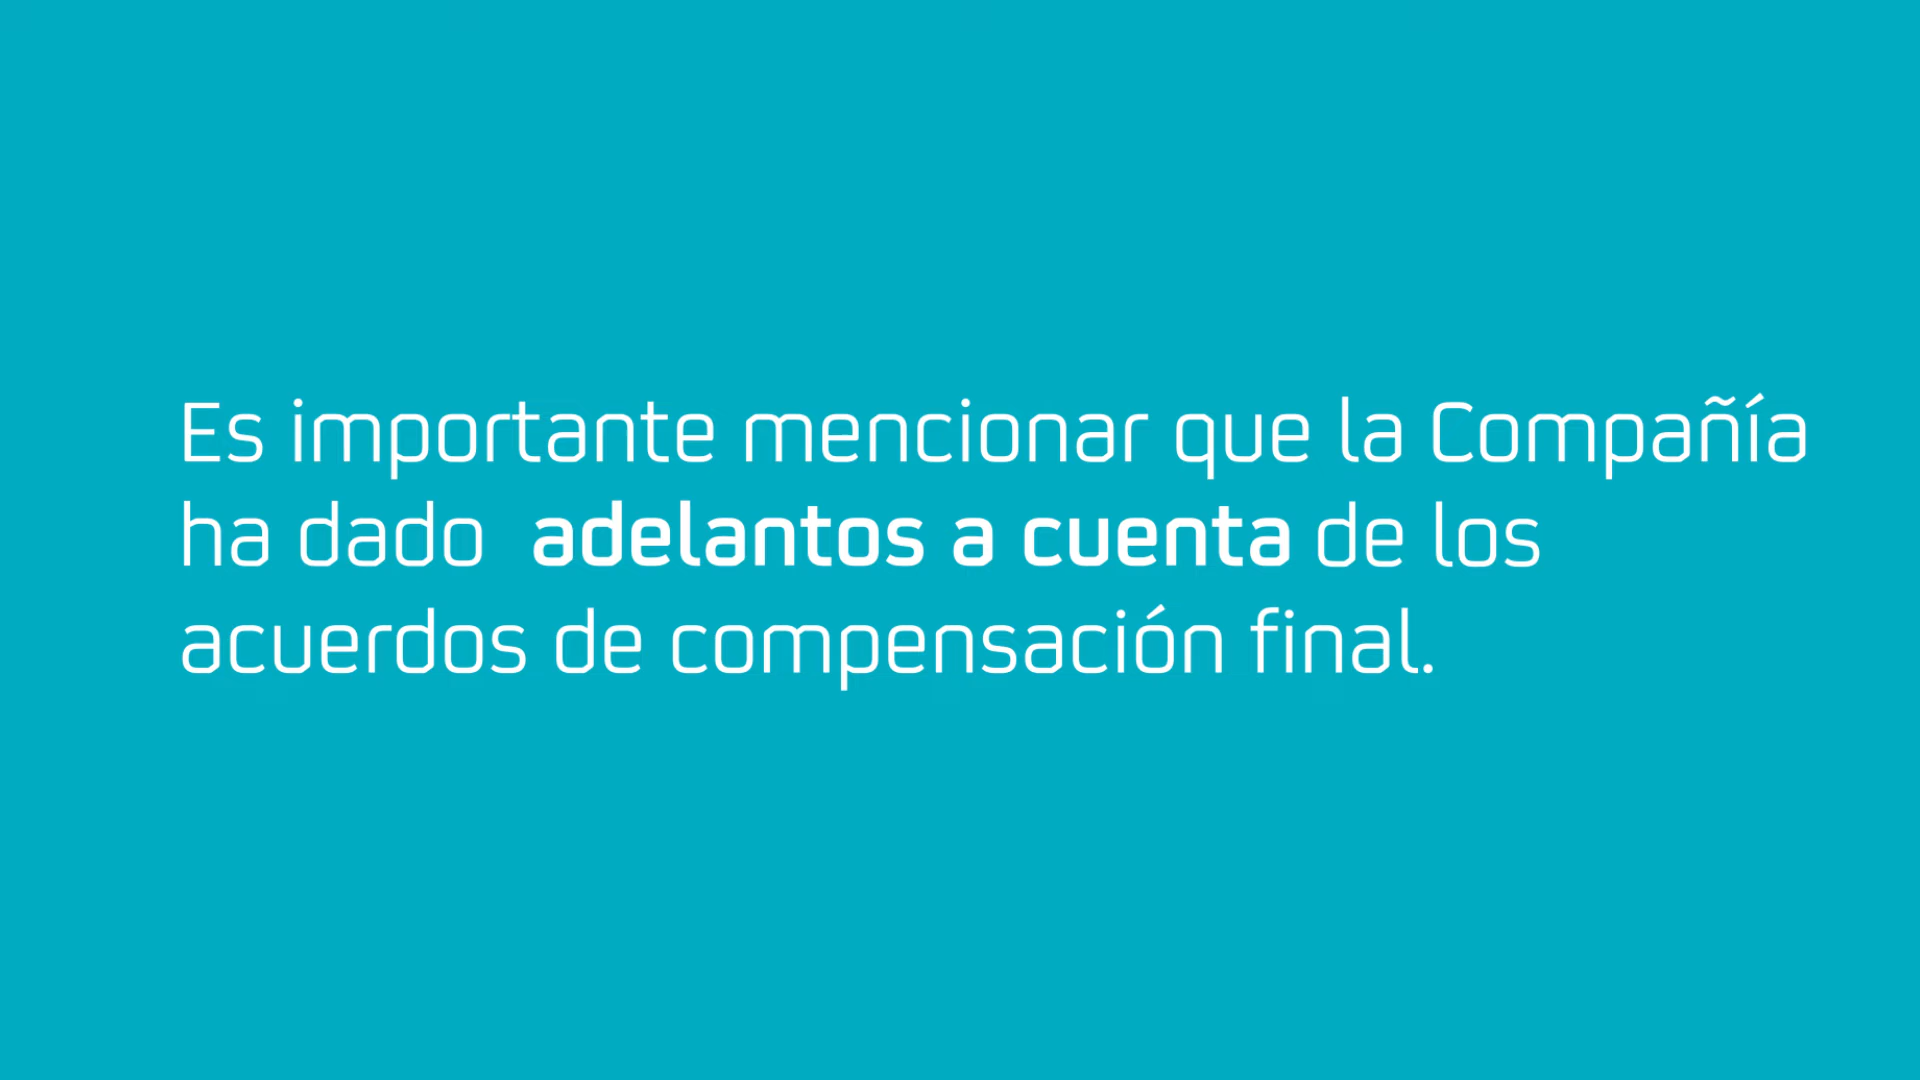 Es importante mencionar que la Compañía
ha dado adelantos a cuenta de los
acuerdos de compensación final.